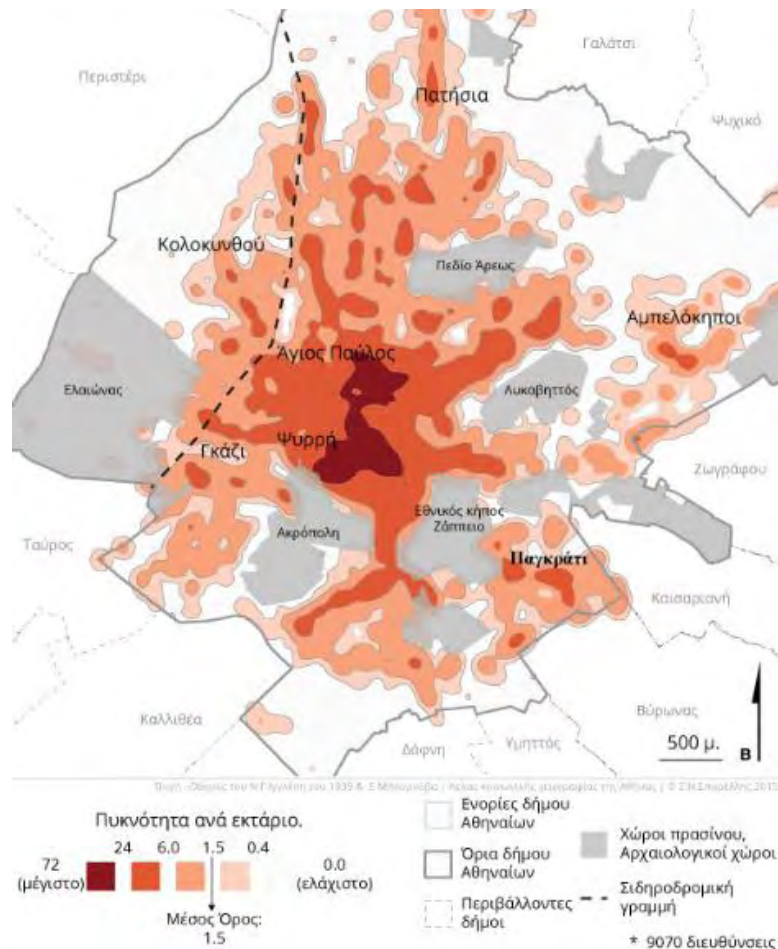 Γαλάτσι
Περιστέρι
Πατήσια
Ψυχικό
Κολοκυνθού
Πεδίο Άρεως
Αμπελόκηποι
Άγιος Παύλος
Ελαιώνας
Λυκαβηττός
Γκάζι
Ψυρρή
Ζωγράφου
Ακρόπολη
Εθνικός κήπος
Ζάππειο
Ταύρος
Παγκράτι
Καισαριανή
Καλλιθέα
Βύρωνας
Δάφνη
Υμηττός
500 μ.
Β
Πυκνότητα ανά εκτάριο.
72
(μέγιστο)
24
6.0
1.5
0.4
0.0
(ελάχιστο)
Μέσος Όρος:
1.5
Ενορίες δήμου
Αθηναίων
Όρια δήμου
Αθηναίων
Περιβάλλοντες
δήμοι
Χώροι πρασίνου,
Αρχαιολογικοί χώροι
Σιδηροδρομική
γραμμή
* 9070 διευθύνσεις